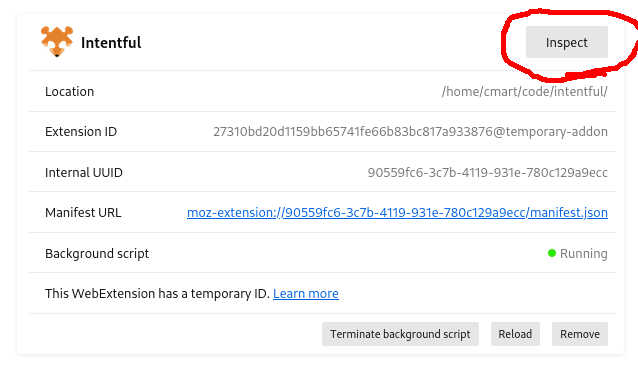 Intentful
Inspect
Location /home/cmart/code/intentful/
Extension ID 27310bd20d1159bb65741fe66b83bc817a933876@temporary-addon
Internal UUID 90559fc6-3c7b-4119-931e-780c129a9ecc
Manifest URL moz-extension://90559fc6-3c7b-4119-931e-780c129a9ecc/manifest.json
Background script Running
This WebExtension has a temporary ID. Learn more
Terminate background script Reload Remove